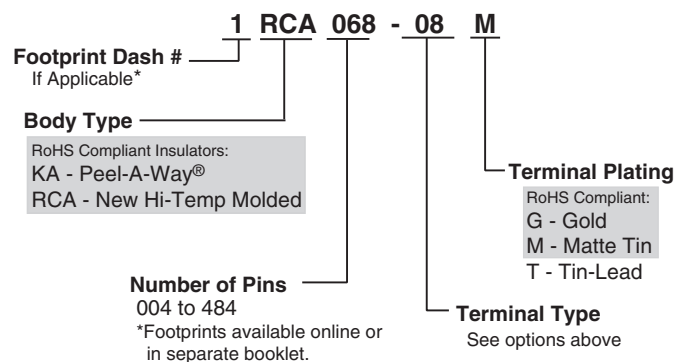 1 RCA 068 - 08 M
Footprint Dash #
If Applicable*
Body Type
RoHS Compliant Insulators:
KA - Peel-A-Way®
RCA - New Hi-Temp Molded
Terminal Plating
RoHS Compliant:
G - Gold
M - Matte Tin
T - Tin-Lead
Number of Pins
004 to 484
*Footprints available online or
in separate booklet.
Terminal Type
See options above